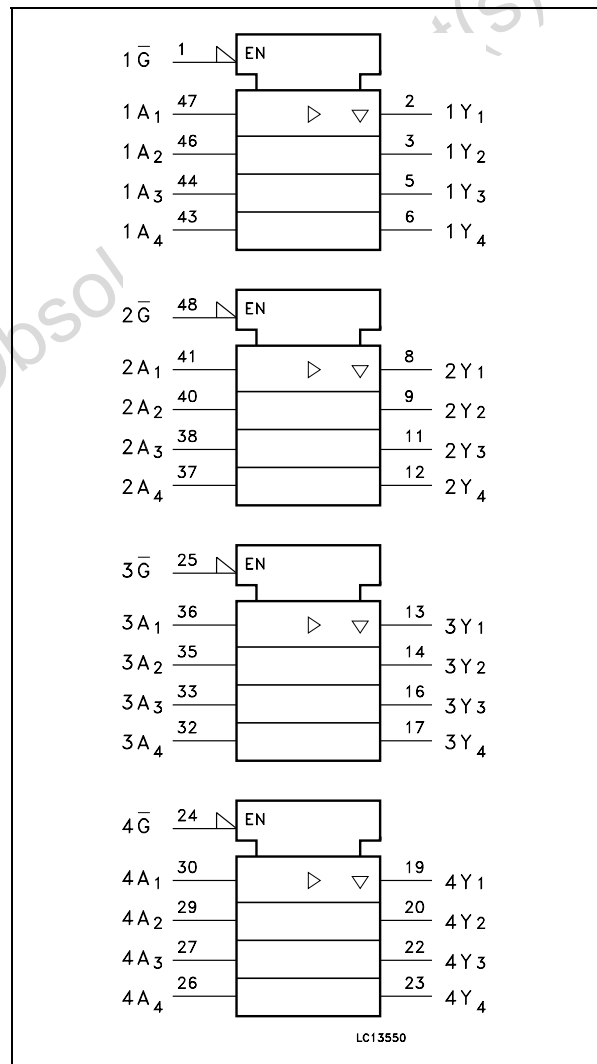 1G̅ 1 EN
1A1 47 2 1Y1
1A2 46 3 1Y2
1A3 44 5 1Y3
1A4 43 6 1Y4
2G̅ 48 EN
2A1 41 8 2Y1
2A2 40 9 2Y2
2A3 38 11 2Y3
2A4 37 12 2Y4
3G̅ 25 EN
3A1 36 13 3Y1
3A2 35 14 3Y2
3A3 33 16 3Y3
3A4 32 17 3Y4
4G̅ 24 EN
4A1 30 19 4Y1
4A2 29 20 4Y2
4A3 27 22 4Y3
4A4 26 23 4Y4
LC13550